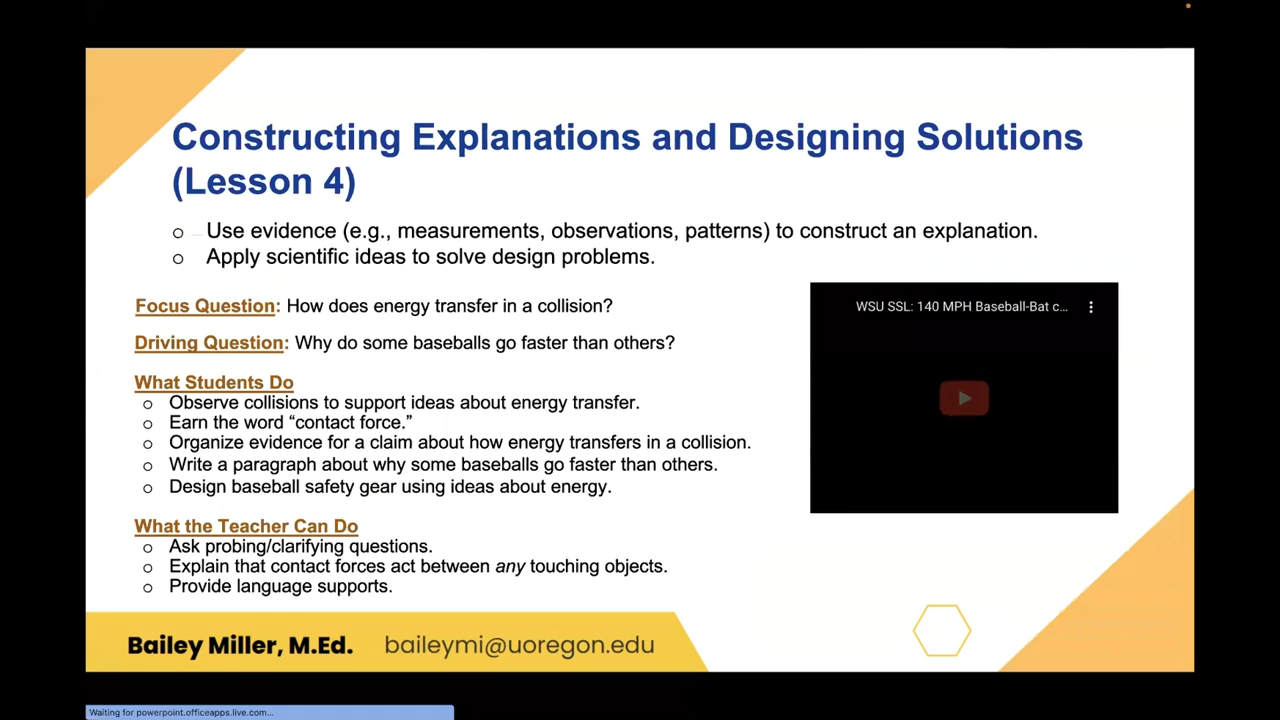 Constructing Explanations and Designing Solutions
(Lesson 4)
o Use evidence (e.g., measurements, observations, patterns) to construct an explanation.
o Apply scientific ideas to solve design problems.
Focus Question: How does energy transfer in a collision?
Driving Question: Why do some baseballs go faster than others?
WSU SSL: 140 MPH Baseball-Bat c...
What Students Do
o Observe collisions to support ideas about energy transfer.
o Earn the word “contact force.”
o Organize evidence for a claim about how energy transfers in a collision.
o Write a paragraph about why some baseballs go faster than others.
o Design baseball safety gear using ideas about energy.
What the Teacher Can Do
o Ask probing/clarifying questions.
o Explain that contact forces act between any touching objects.
o Provide language supports.
Bailey Miller, M.Ed. baileymi@uoregon.edu
Waiting for powerpoint.officeapps.live.com...